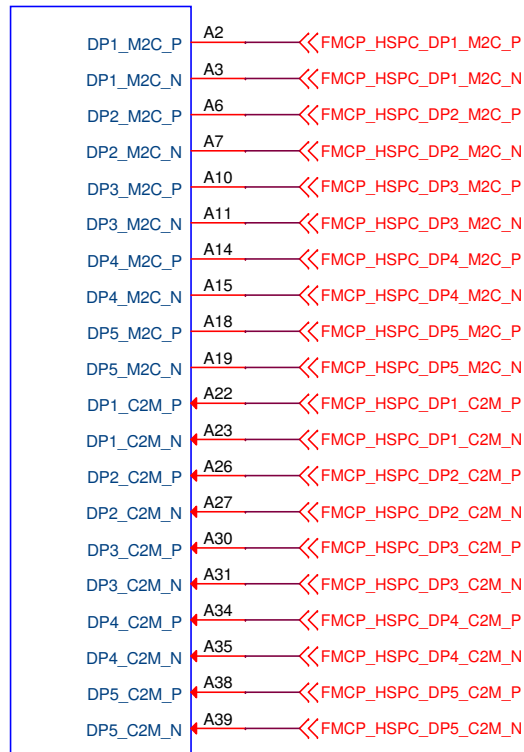 DP1_M2C_P A2 FMCP_HSPC_DP1_M2C_P
DP1_M2C_N A3 FMCP_HSPC_DP1_M2C_N
DP2_M2C_P A6 FMCP_HSPC_DP2_M2C_P
DP2_M2C_N A7 FMCP_HSPC_DP2_M2C_N
DP3_M2C_P A10 FMCP_HSPC_DP3_M2C_P
DP3_M2C_N A11 FMCP_HSPC_DP3_M2C_N
DP4_M2C_P A14 FMCP_HSPC_DP4_M2C_P
DP4_M2C_N A15 FMCP_HSPC_DP4_M2C_N
DP5_M2C_P A18 FMCP_HSPC_DP5_M2C_P
DP5_M2C_N A19 FMCP_HSPC_DP5_M2C_N
DP1_C2M_P A22 FMCP_HSPC_DP1_C2M_P
DP1_C2M_N A23 FMCP_HSPC_DP1_C2M_N
DP2_C2M_P A26 FMCP_HSPC_DP2_C2M_P
DP2_C2M_N A27 FMCP_HSPC_DP2_C2M_N
DP3_C2M_P A30 FMCP_HSPC_DP3_C2M_P
DP3_C2M_N A31 FMCP_HSPC_DP3_C2M_N
DP4_C2M_P A34 FMCP_HSPC_DP4_C2M_P
DP4_C2M_N A35 FMCP_HSPC_DP4_C2M_N
DP5_C2M_P A38 FMCP_HSPC_DP5_C2M_P
DP5_C2M_N A39 FMCP_HSPC_DP5_C2M_N